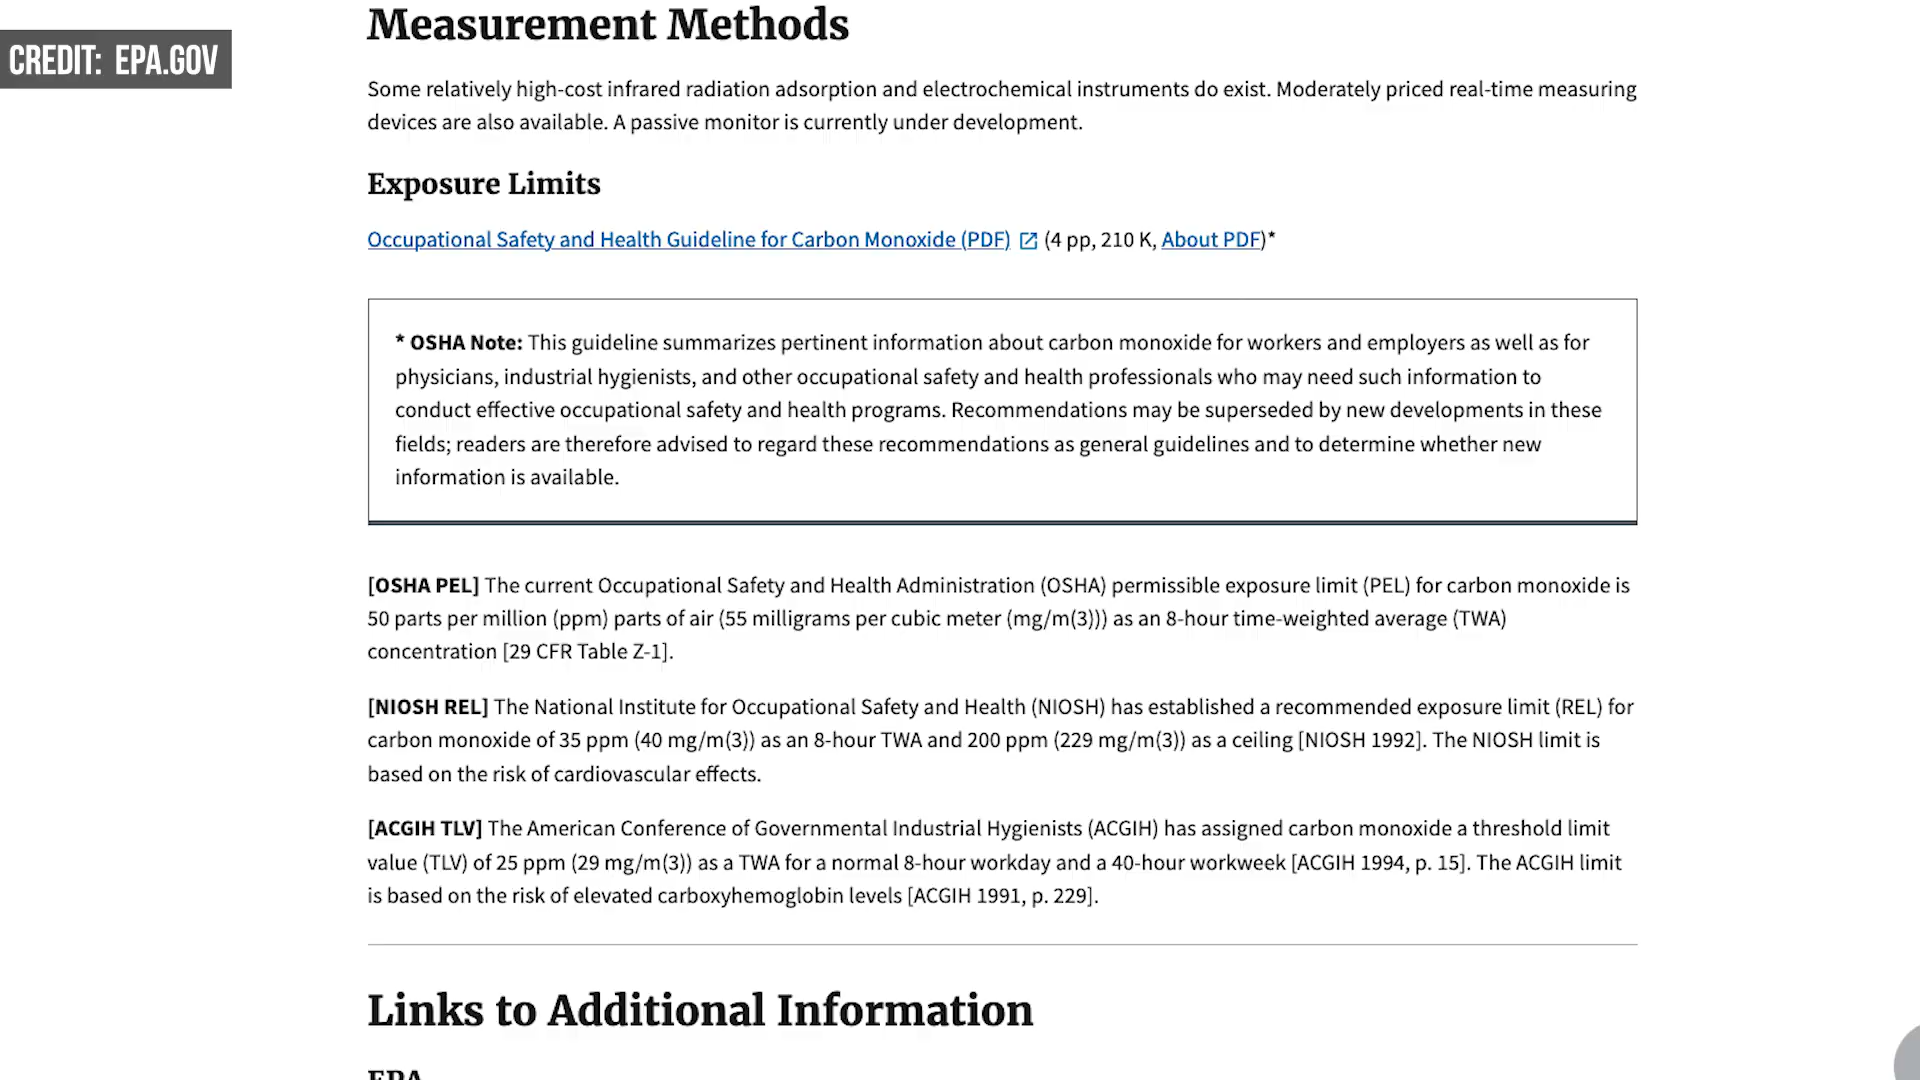 CREDIT: EPA.GOV
Measurement Methods
Some relatively high-cost infrared radiation adsorption and electrochemical instruments do exist. Moderately priced real-time measuring
devices are also available. A passive monitor is currently under development.
Exposure Limits
Occupational Safety and Health Guideline for Carbon Monoxide (PDF) (4 pp, 210 K, About PDF)*
* OSHA Note: This guideline summarizes pertinent information about carbon monoxide for workers and employers as well as for
physicians, industrial hygienists, and other occupational safety and health professionals who may need such information to
conduct effective occupational safety and health programs. Recommendations may be superseded by new developments in these
fields; readers are therefore advised to regard these recommendations as general guidelines and to determine whether new
information is available.
[OSHA PEL] The current Occupational Safety and Health Administration (OSHA) permissible exposure limit (PEL) for carbon monoxide is
50 parts per million (ppm) parts of air (55 milligrams per cubic meter (mg/m(3))) as an 8-hour time-weighted average (TWA)
concentration [29 CFR Table Z-1].
[NIOSH REL] The National Institute for Occupational Safety and Health (NIOSH) has established a recommended exposure limit (REL) for
carbon monoxide of 35 ppm (40 mg/m(3)) as an 8-hour TWA and 200 ppm (229 mg/m(3)) as a ceiling [NIOSH 1992]. The NIOSH limit is
based on the risk of cardiovascular effects.
[ACGIH TLV] The American Conference of Governmental Industrial Hygienists (ACGIH) has assigned carbon monoxide a threshold limit
value (TLV) of 25 ppm (29 mg/m(3)) as a TWA for a normal 8-hour workday and a 40-hour workweek [ACGIH 1994, p. 15]. The ACGIH limit
is based on the risk of elevated carboxyhemoglobin levels [ACGIH 1991, p. 229].
Links to Additional Information
EPA